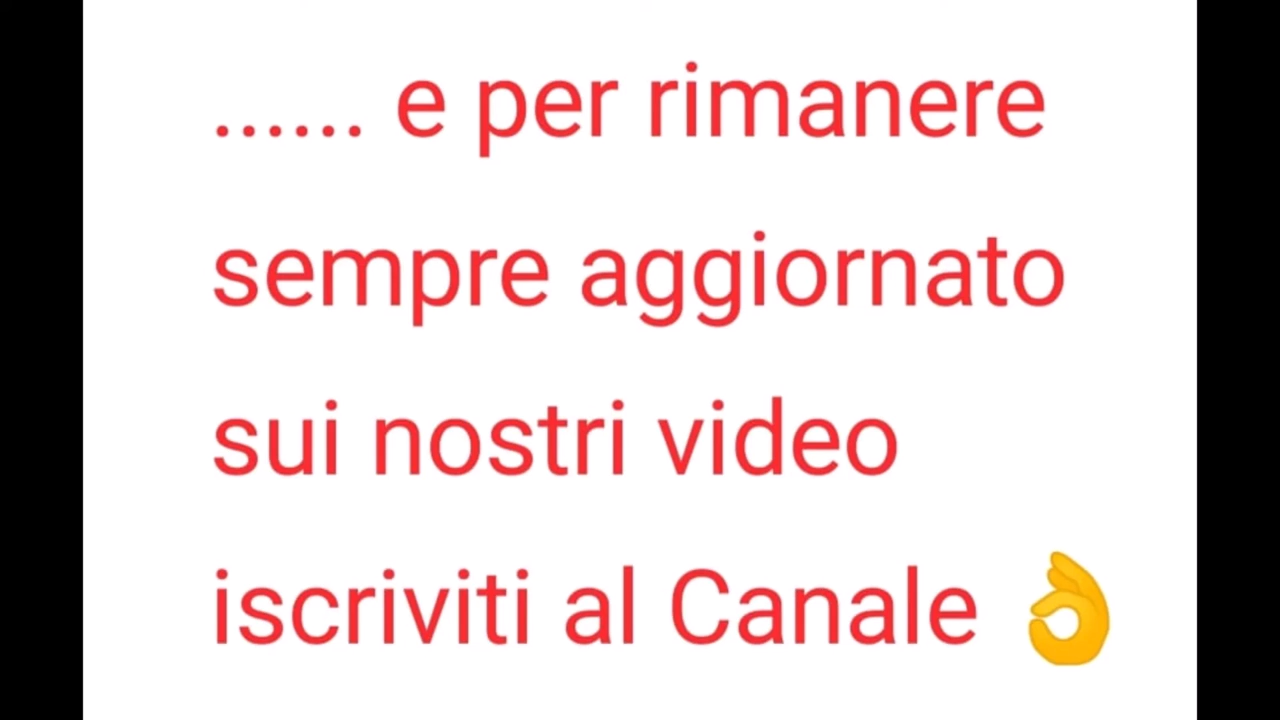 ...... e per rimanere
sempre aggiornato
sui nostri video
iscriviti al Canale 👌